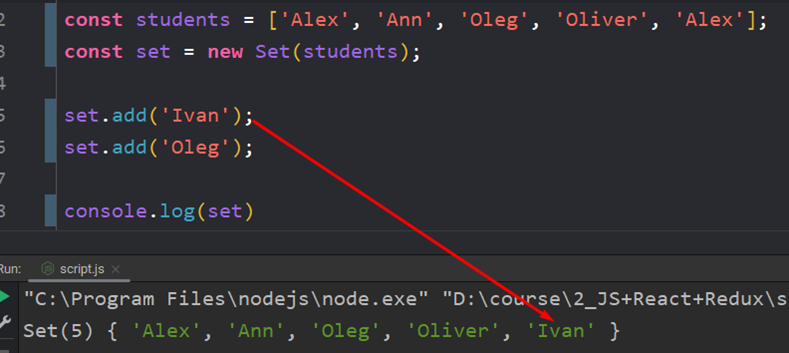 2 const students = ['Alex', 'Ann', 'Oleg', 'Oliver', 'Alex'];
3 const set = new Set(students);
4
5 set.add('Ivan');
6 set.add('Oleg');
7
8 console.log(set)
Run: script.js ×
"C:\Program Files\nodejs\node.exe" "D:\course\2_JS+React+Redux\s
Set(5) { 'Alex', 'Ann', 'Oleg', 'Oliver', 'Ivan' }